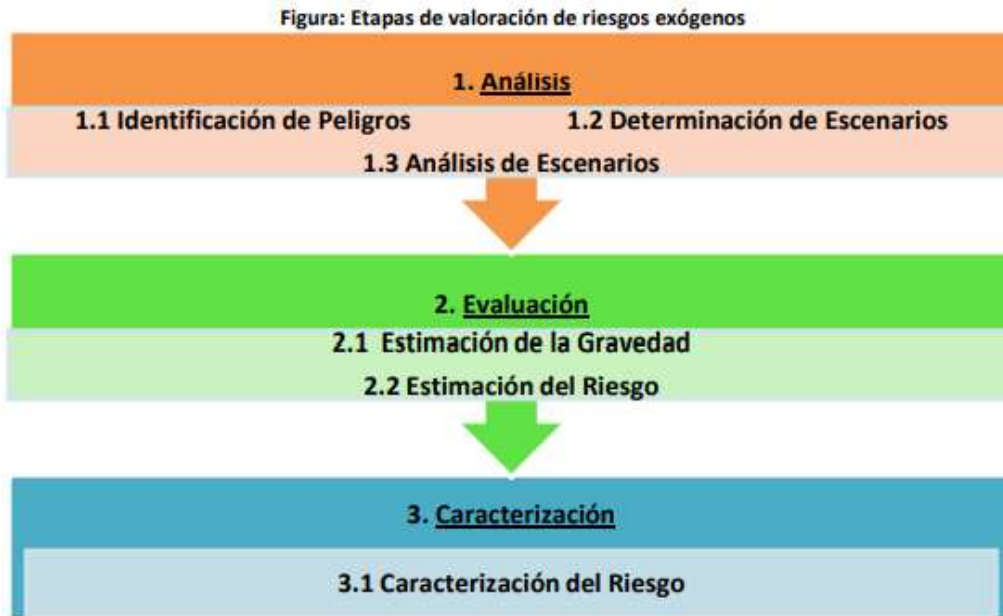 Figura: Etapas de valoración de riesgos exógenos
1. Análisis
1.1 Identificación de Peligros 1.2 Determinación de Escenarios
1.3 Análisis de Escenarios
2. Evaluación
2.1 Estimación de la Gravedad
2.2 Estimación del Riesgo
3. Caracterización
3.1 Caracterización del Riesgo